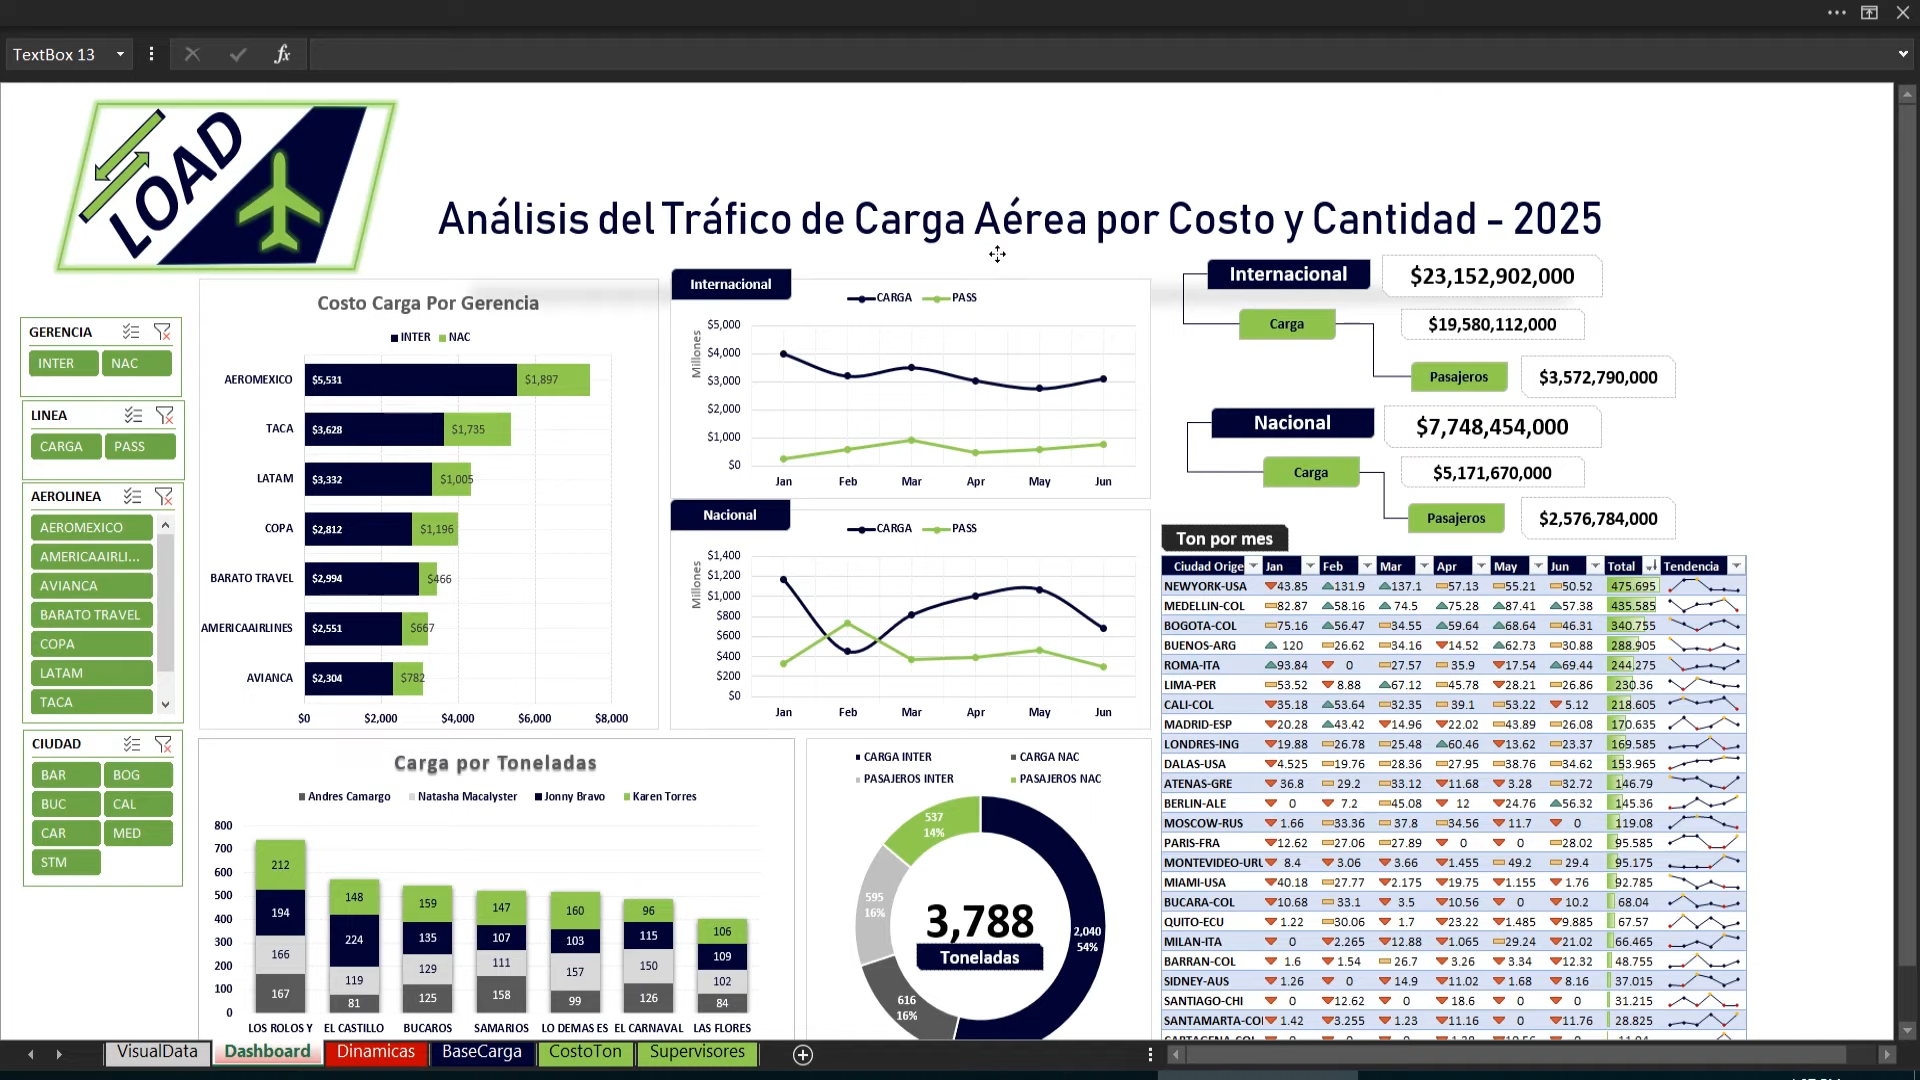 TextBox 13
fx
LOAD
Análisis del Tráfico de Carga Aérea por Costo y Cantidad - 2025
GERENCIA
INTER NAC
LINEA
CARGA PASS
AEROLINEA
AEROMEXICO
AMERICAAIRLI...
AVIANCA
BARATO TRAVEL
COPA
LATAM
TACA
CIUDAD
BAR BOG
BUC CAL
CAR MED
STM
Costo Carga Por Gerencia
INTER NAC
AEROMEXICO $5,531 $1,897
TACA $3,628 $1,735
LATAM $3,332 $1,005
COPA $2,812 $1,196
BARATO TRAVEL $2,994 $466
AMERICAAIRLINES $2,551 $667
AVIANCA $2,304 $782
$0 $2,000 $4,000 $6,000 $8,000
Internacional
CARGA PASS
Millones
$5,000
$4,000
$3,000
$2,000
$1,000
$0
Jan Feb Mar Apr May Jun
Nacional
CARGA PASS
Millones
$1,400
$1,200
$1,000
$800
$600
$400
$200
$0
Jan Feb Mar Apr May Jun
Internacional $23,152,902,000
Carga $19,580,112,000
Pasajeros $3,572,790,000
Nacional $7,748,454,000
Carga $5,171,670,000
Pasajeros $2,576,784,000
Carga por Toneladas
Andres Camargo Natasha Macalyster Jonny Bravo Karen Torres
800
700
600
500
400
300
200
100
0
212 148 159 147 160 96 106
194 224 135 107 103 115 109
166 119 129 111 157 150 102
167 81 125 158 99 126 84
LOS ROLOS Y EL CASTILLO BUCAROS SAMARIOS LO DEMAS ES EL CARNAVAL LAS FLORES
CARGA INTER CARGA NAC
PASAJEROS INTER PASAJEROS NAC
537
14%
595
16%
3,788
Toneladas
2,040
54%
616
16%
Ton por mes
Ciudad Orige Jan Feb Mar Apr May Jun Total Tendencia
NEWYORK-USA 43.85 131.9 137.1 57.13 55.21 50.52 475.695
MEDELLIN-COL 82.87 58.16 74.5 75.28 87.41 57.38 435.585
BOGOTA-COL 75.16 56.47 34.55 59.64 68.64 46.31 340.755
BUENOS-ARG 120 26.62 34.16 14.52 62.73 30.88 288.905
ROMA-ITA 93.84 0 27.57 35.9 17.54 69.44 244.275
LIMA-PER 53.52 8.88 67.12 45.78 28.21 26.86 230.36
CALI-COL 35.18 53.64 32.35 39.1 53.22 5.12 218.605
MADRID-ESP 20.28 43.42 14.96 22.02 43.89 26.08 170.635
LONDRES-ING 19.88 26.78 25.48 60.46 13.62 23.37 169.585
DALAS-USA 4.525 19.76 28.36 27.95 38.76 34.62 153.965
ATENAS-GRE 36.8 29.2 33.12 11.68 3.28 32.72 146.79
BERLIN-ALE 0 7.2 45.08 12 24.76 56.32 145.36
MOSCOW-RUS 1.66 33.36 37.8 34.56 11.7 0 119.08
PARIS-FRA 12.62 27.06 27.89 0 0 28.02 95.585
MONTEVIDEO-URU 8.4 3.06 3.66 1.455 49.2 29.4 95.175
MIAMI-USA 40.18 27.77 2.175 19.75 1.155 1.76 92.785
BUCARA-COL 10.68 33.1 3.5 10.56 0 10.2 68.04
QUITO-ECU 1.22 30.06 1.7 23.22 1.485 9.885 67.57
MILAN-ITA 0 2.265 12.88 1.065 29.24 21.02 66.465
BARRAN-COL 1.6 1.54 26.7 3.26 3.34 12.32 48.755
SIDNEY-AUS 1.26 0 14.9 11.02 1.68 8.16 37.015
SANTIAGO-CHI 0 12.62 0 18.6 0 0 31.215
SANTAMARTA-CO 1.42 3.255 1.23 11.16 0 11.76 28.825
VisualData Dashboard Dinamicas BaseCarga CostoTon Supervisores